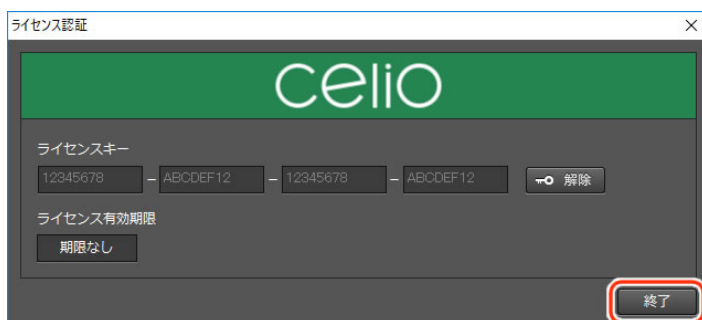 ライセンス認証
celio
ライセンスキー
12345678 – ABCDEF12 – 12345678 – ABCDEF12 解除
ライセンス有効期限
期限なし
終了